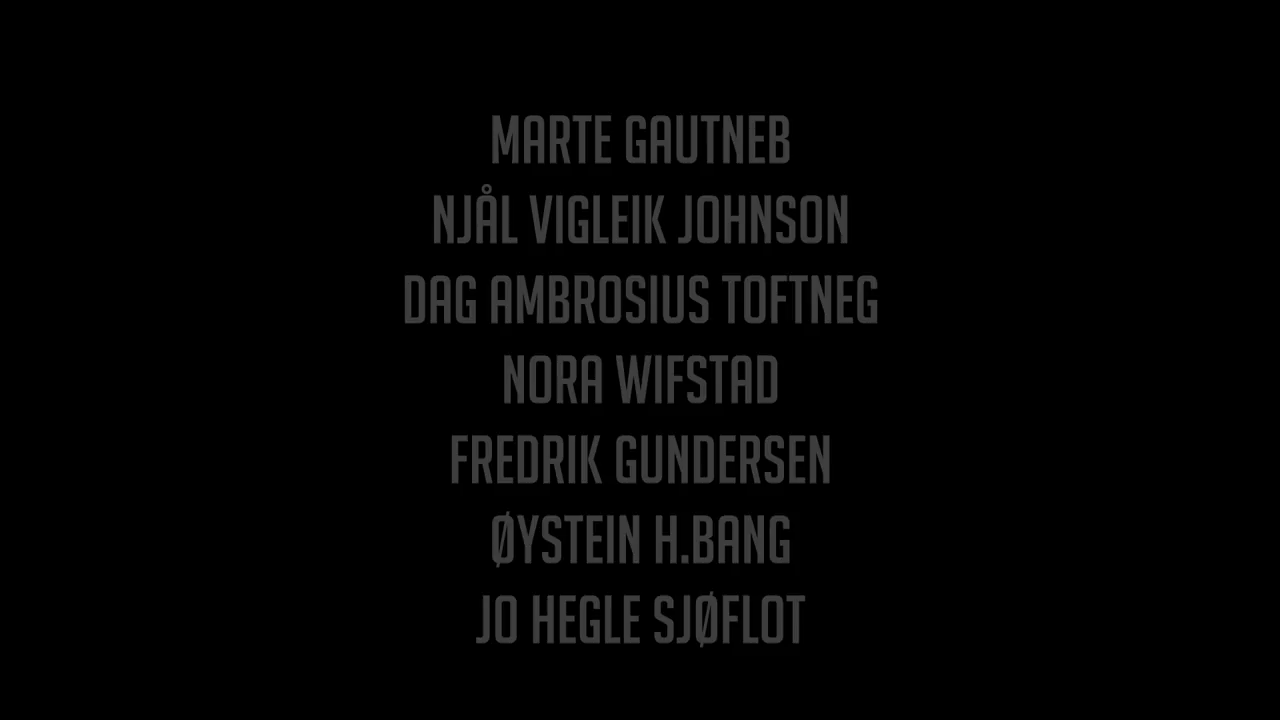 MARTE GAUTNEB
NJÅL VIGLEIK JOHNSON
DAG AMBROSIUS TOFTNEG
NORA WIFSTAD
FREDRIK GUNDERSEN
ØYSTEIN H.BANG
JO HEGLE SJØFLOT